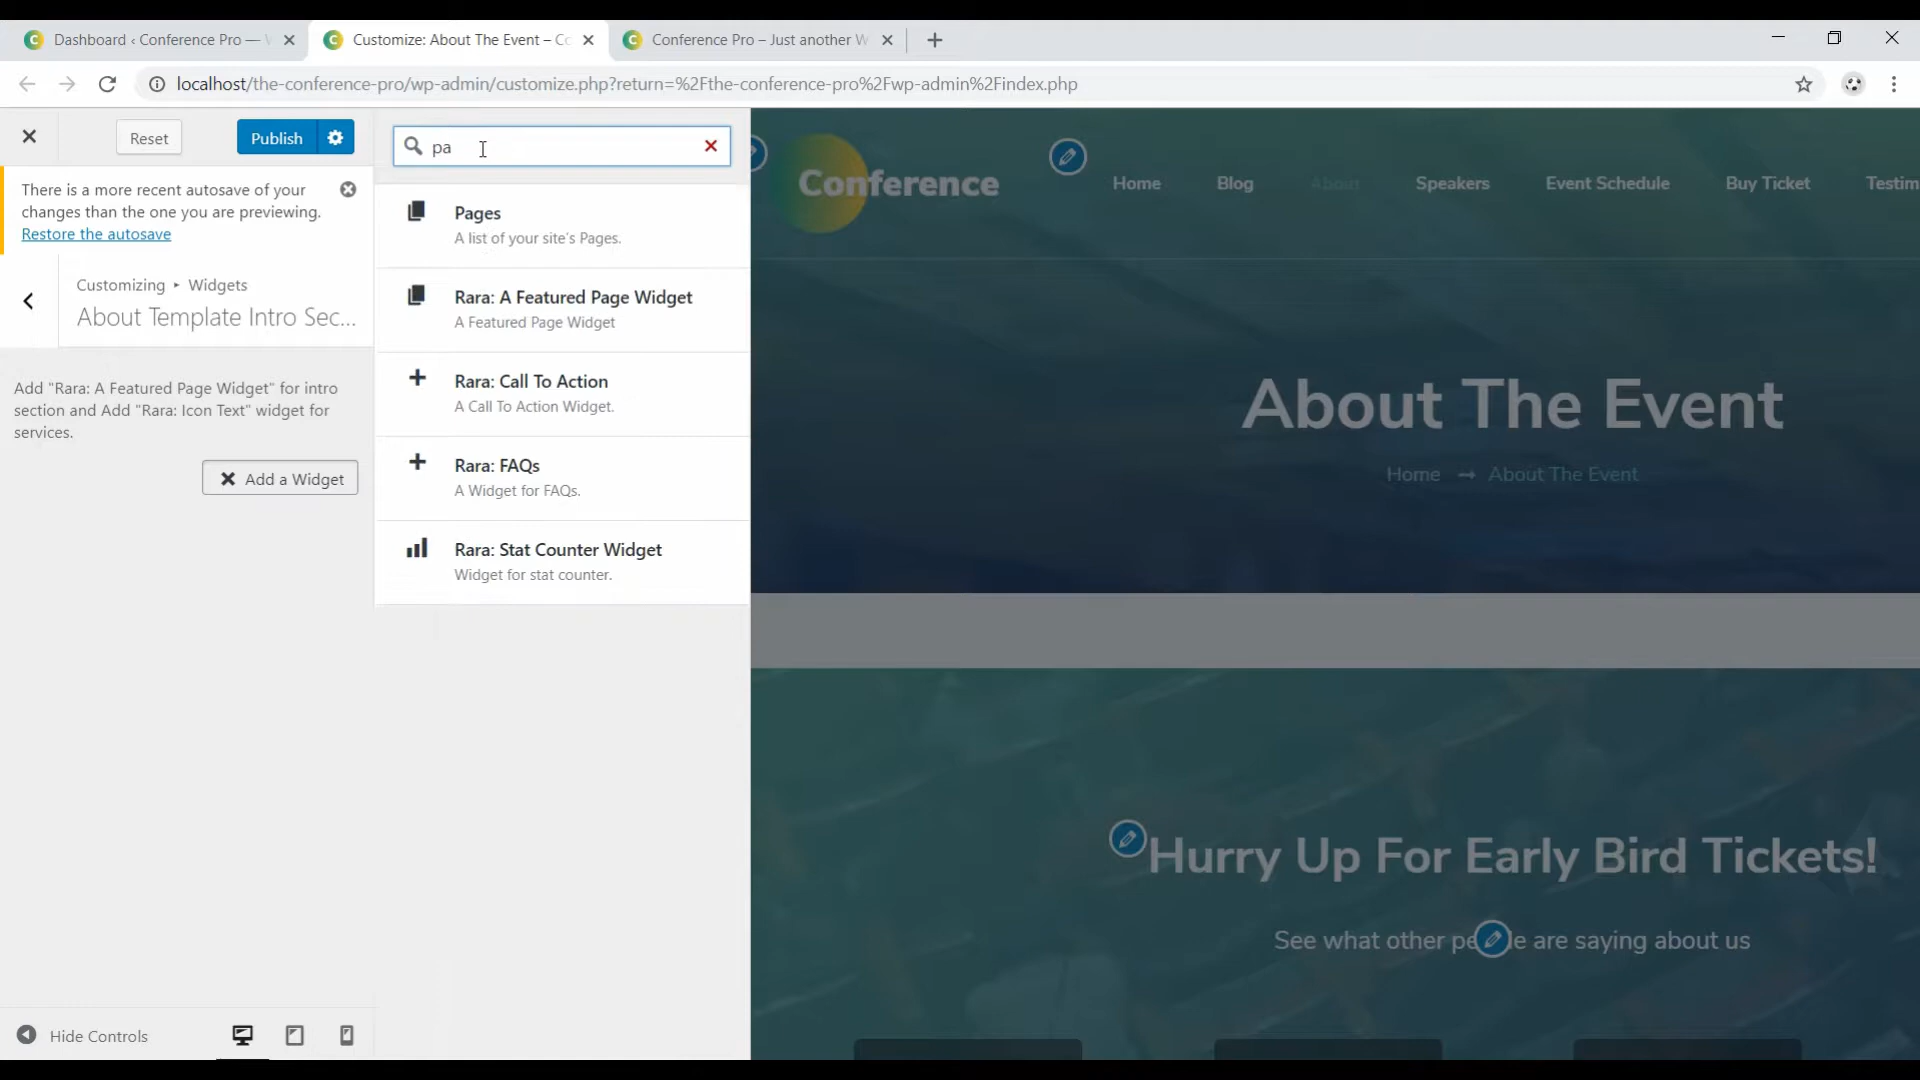 Dashboard ‹ Conference Pro —
Customize: About The Event – Co
Conference Pro – Just another W
localhost/the-conference-pro/wp-admin/customize.php?return=%2Fthe-conference-pro%2Fwp-admin%2Findex.php
Reset
Publish
There is a more recent autosave of your
changes than the one you are previewing.
Restore the autosave
Customizing ▸ Widgets
About Template Intro Sec...
Add "Rara: A Featured Page Widget" for intro
section and Add "Rara: Icon Text" widget for
services.
Add a Widget
Hide Controls
pa
Pages
A list of your site's Pages.
Rara: A Featured Page Widget
A Featured Page Widget
Rara: Call To Action
A Call To Action Widget.
Rara: FAQs
A Widget for FAQs.
Rara: Stat Counter Widget
Widget for stat counter.
Conference
Home
Blog
About
Speakers
Event Schedule
Buy Ticket
Testim
About The Event
Home → About The Event
Hurry Up For Early Bird Tickets!
See what other pe le are saying about us